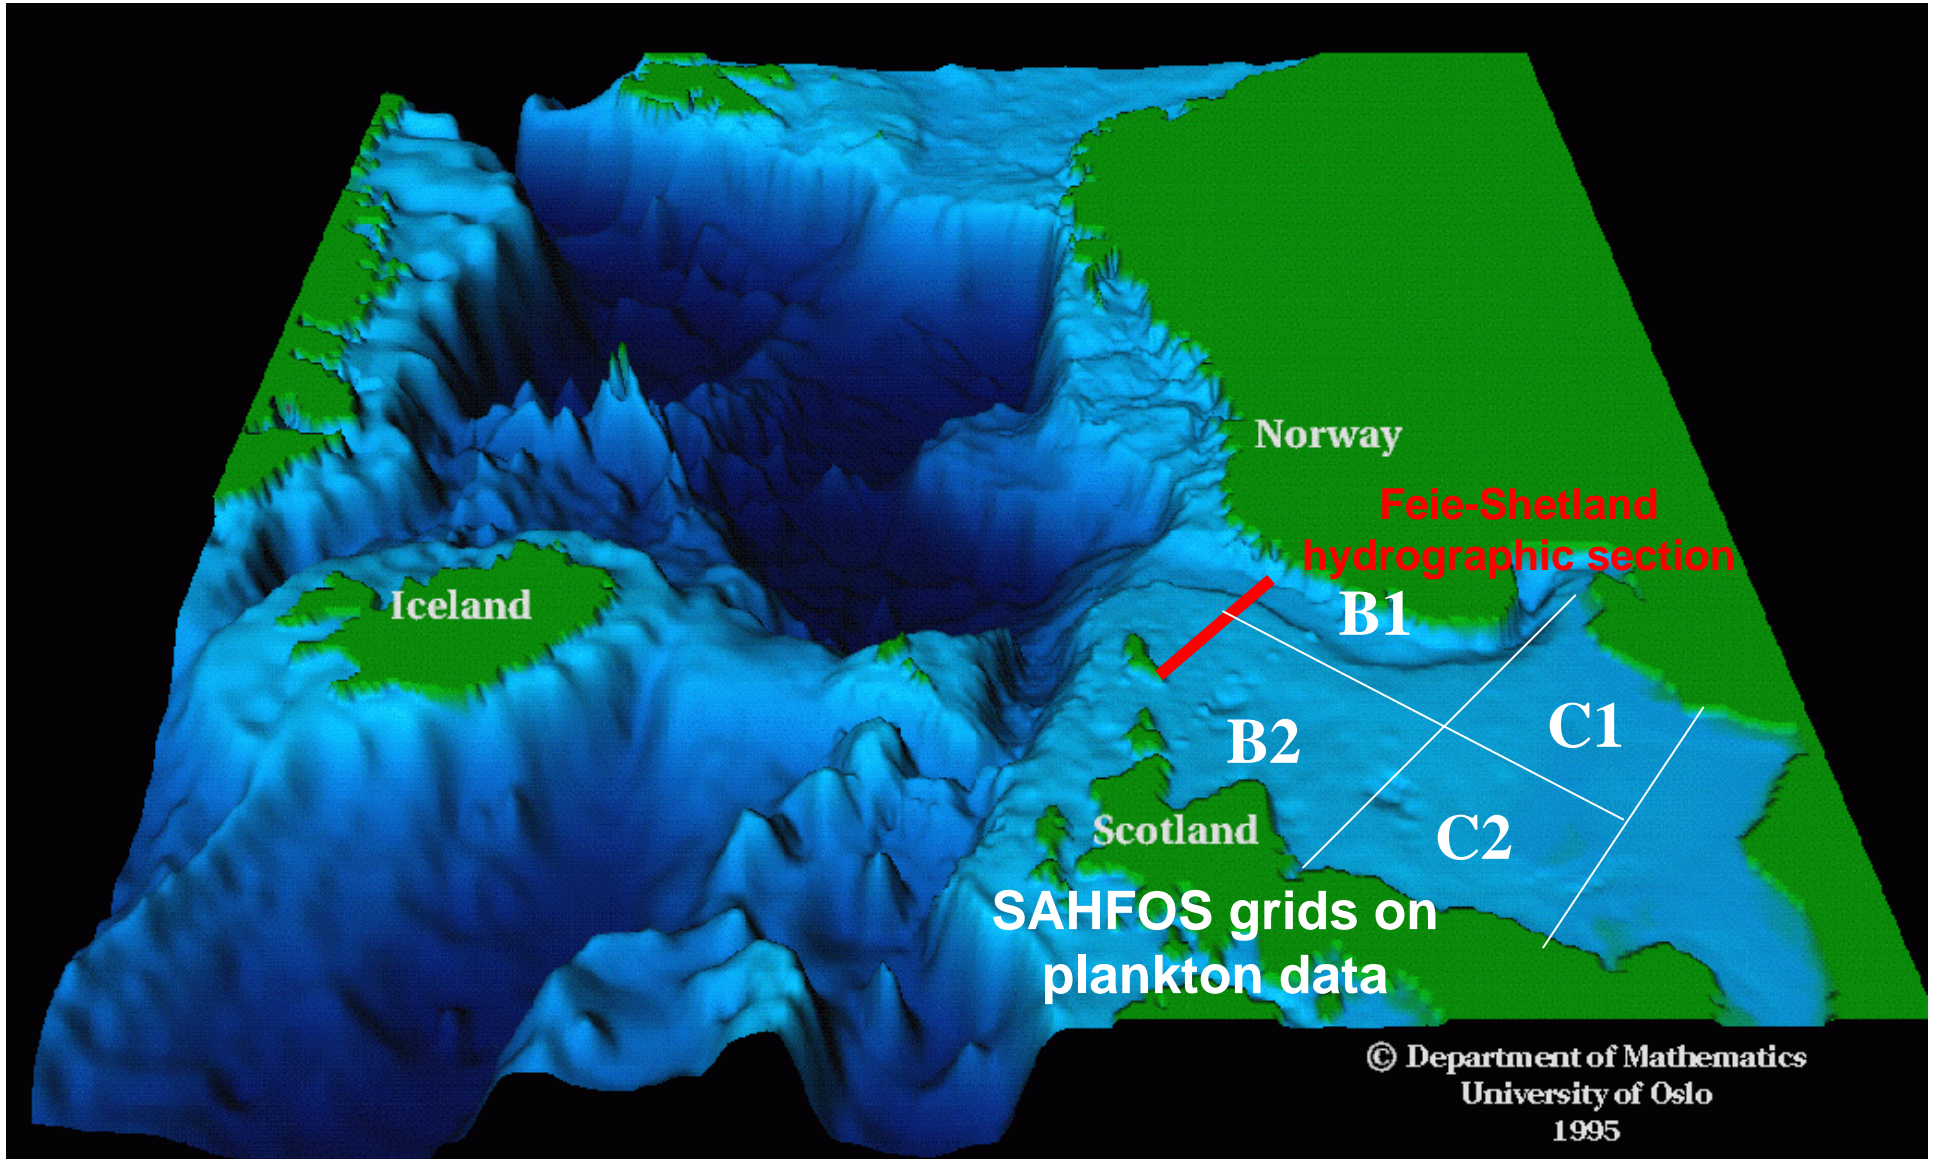 Norway
Feie-Shetland
hydrographic section
Iceland
B1
B2
C1
Scotland
C2
SAHFOS grids on
plankton data
© Department of Mathematics
University of Oslo
1995